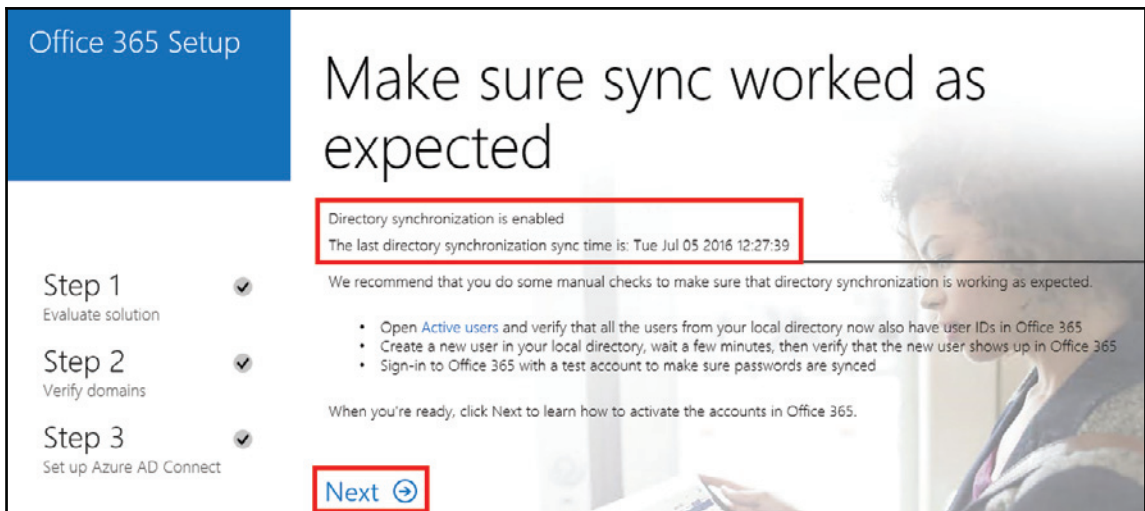 Office 365 Setup
Make sure sync worked as
expected
Directory synchronization is enabled
The last directory synchronization sync time is: Tue Jul 05 2016 12:27:39
We recommend that you do some manual checks to make sure that directory synchronization is working as expected.
• Open Active users and verify that all the users from your local directory now also have user IDs in Office 365
• Create a new user in your local directory, wait a few minutes, then verify that the new user shows up in Office 365
• Sign-in to Office 365 with a test account to make sure passwords are synced
When you're ready, click Next to learn how to activate the accounts in Office 365.
Next
Step 1
Evaluate solution
Step 2
Verify domains
Step 3
Set up Azure AD Connect